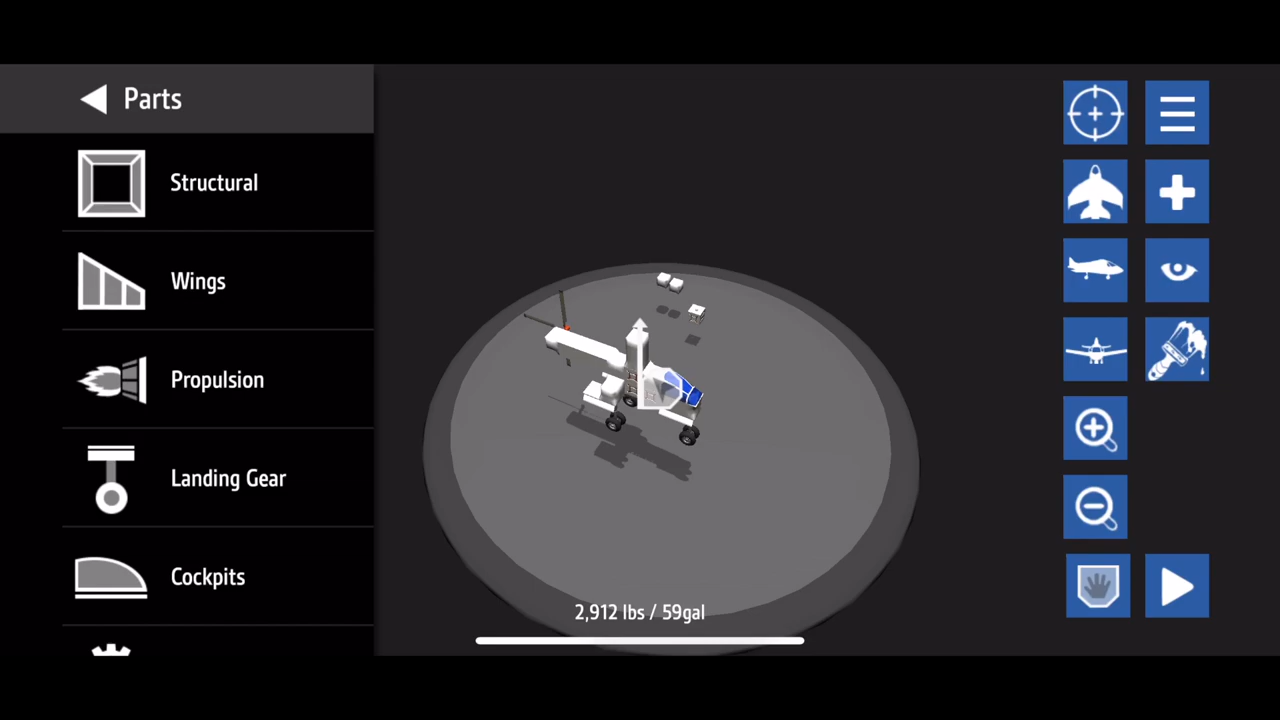 Parts
Structural
Wings
Propulsion
Landing Gear
Cockpits
2,912 lbs / 59gal